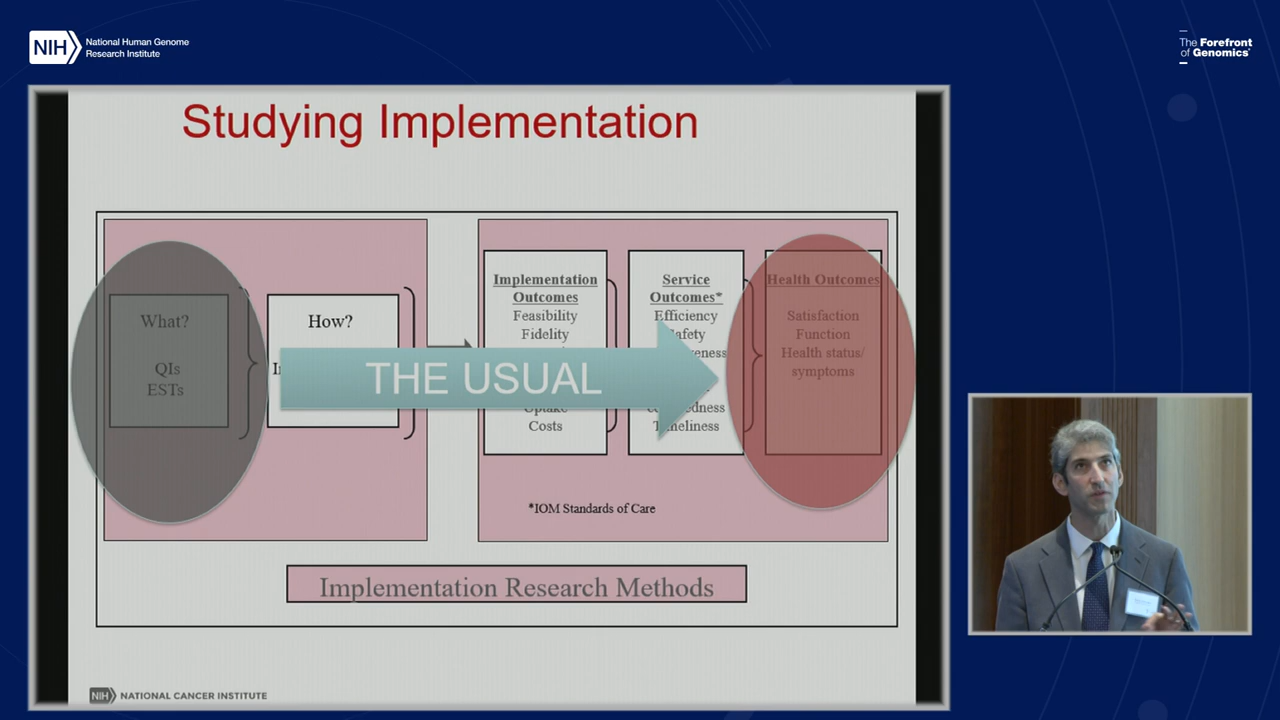 NIH
National Human Genome
Research Institute
The Forefront
of Genomics
Studying Implementation
What?
QIs
ESTs
How?
THE USUAL
Implementation
Outcomes
Feasibility
Fidelity
Uptake
Costs
Service
Outcomes*
Efficiency
Timeliness
Health Outcomes
Satisfaction
Function
Health status/
symptoms
*IOM Standards of Care
Implementation Research Methods
NIH
NATIONAL CANCER INSTITUTE